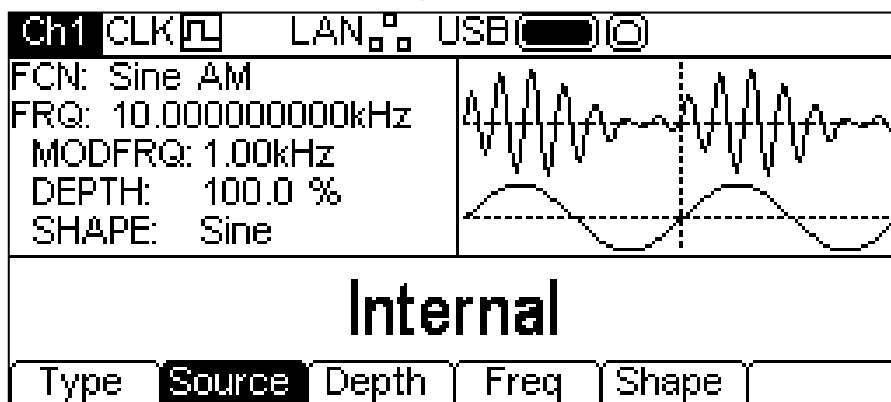 Ch1 CLK LAN USB
FCN: Sine AM
FRQ: 10.000000000kHz
MODFRQ: 1.00kHz
DEPTH: 100.0 %
SHAPE: Sine
Internal
Type Source Depth Freq Shape